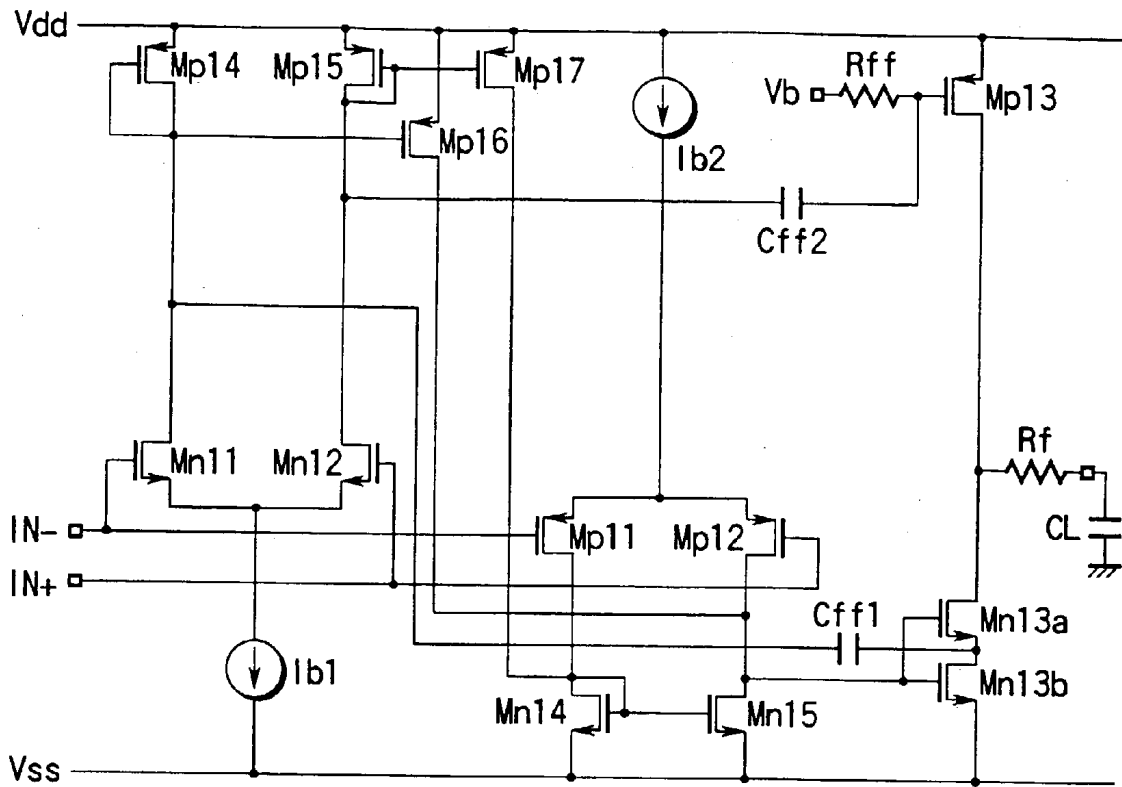 Vdd
Mp14
Mp15
Mp17
Rff
Vb
Mp13
Mp16
Ib2
Cff2
Mn11
Mn12
Rf
IN-
Mp11
Mp12
CL
IN+
Cff1
Mn13a
Ib1
Mn13b
Mn14
Mn15
Vss